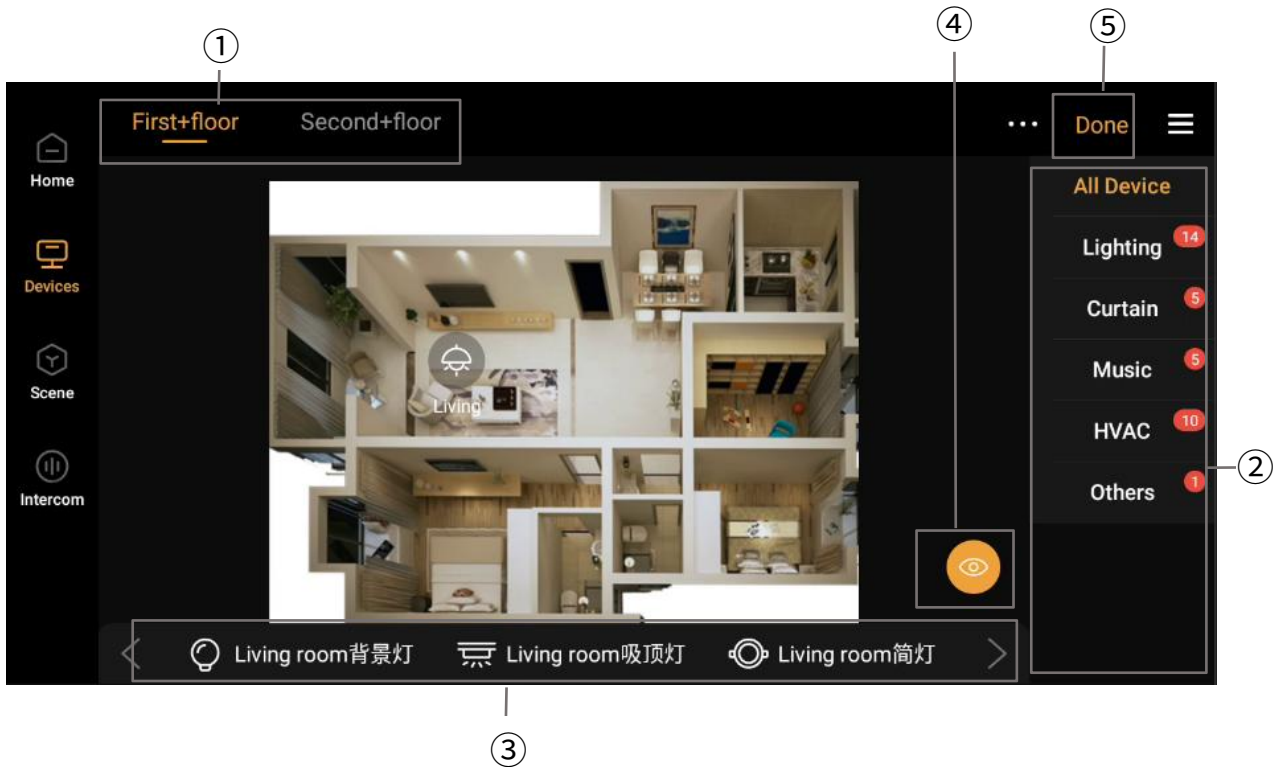 ④
⑤
①
First+floor
Second+floor
...
Done
Home
All Device
Lighting
14
Devices
Curtain
5
Music
5
Living
Scene
HVAC
10
②
Intercom
Others
1
Living room背景灯
Living room吸顶灯
Living room简灯
③